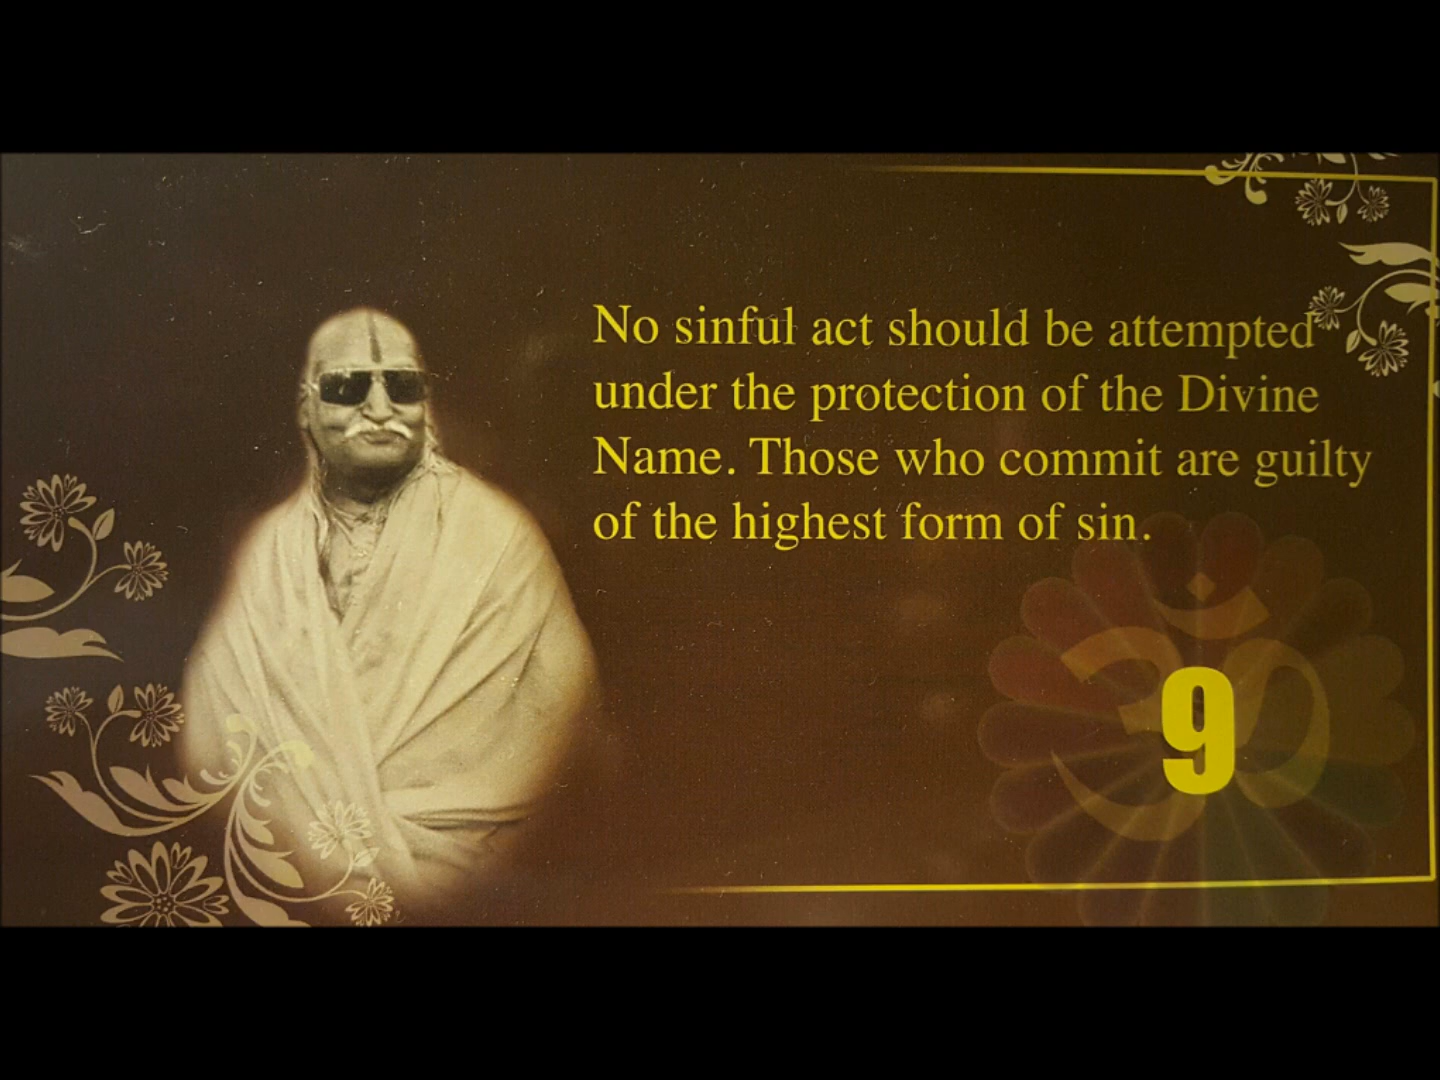 No sinful act should be attempted
under the protection of the Divine
Name. Those who commit are guilty
of the highest form of sin.
ॐ
9